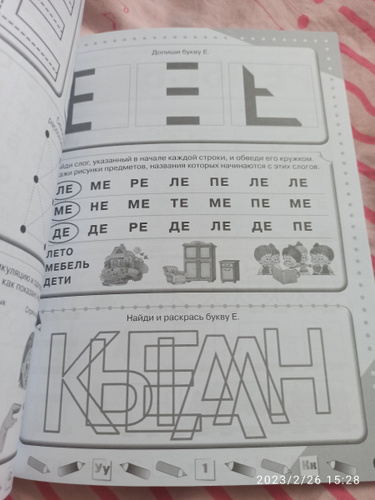 Допиши букву Е.
Е Е Е
йди слог, указанный в начале каждой строки, и обведи его кружком.
жи рисунки предметов, названия которых начинаются с этих слогов.
ЛЕ МЕ РЕ ЛЕ ПЕ ЛЕ ЛЕ
МЕ НЕ МЕ ТЕ МЕ ПЕ МЕ
ДЕ ДЕ РЕ ДЕ ЛЕ ДЕ ПЕ
ЛЕТО
МЕБЕЛЬ
ДЕТИ
Найди и раскрась букву Е.
Уу 1 Кк
2023/2/26 15:28